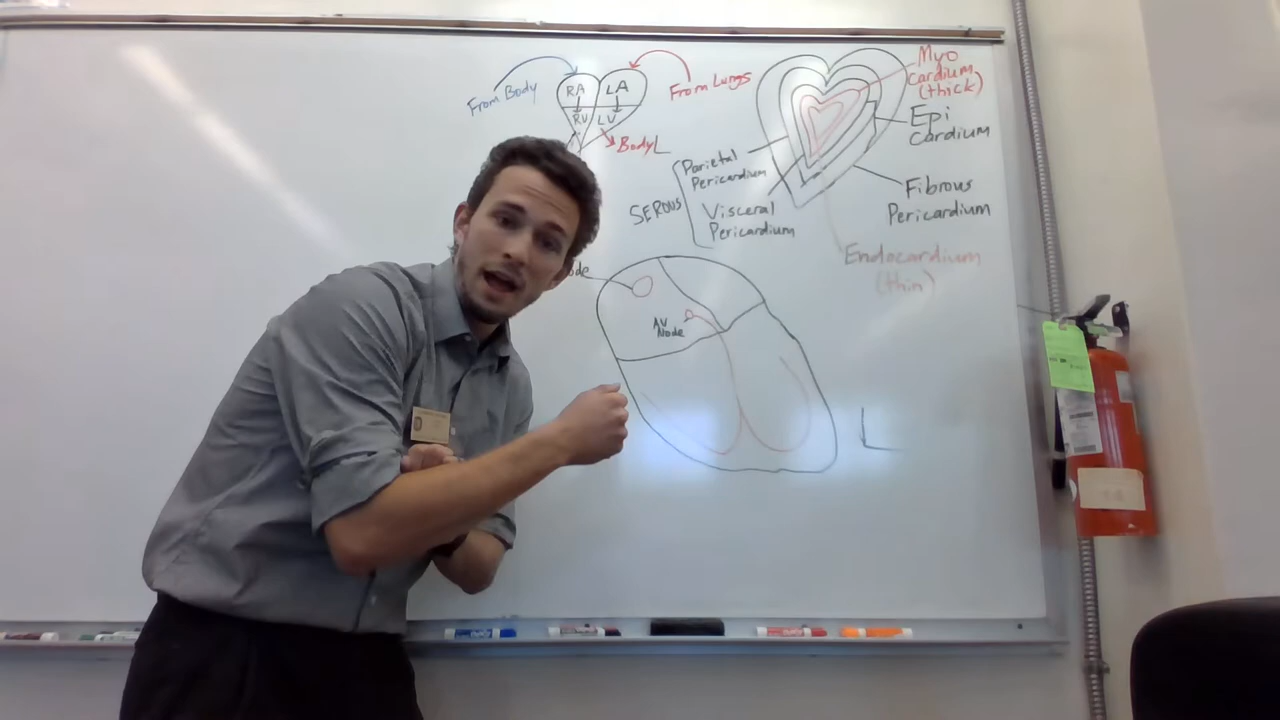 From Body
RA
LA
RV
LV
From Lungs
Body
L
Myo
cardium
(thick)
Epi
Cardium
Parietal
Pericardium
SEROUS
Visceral
Pericardium
Fibrous
Pericardium
Endocardium
(thin)
AV
Node
L